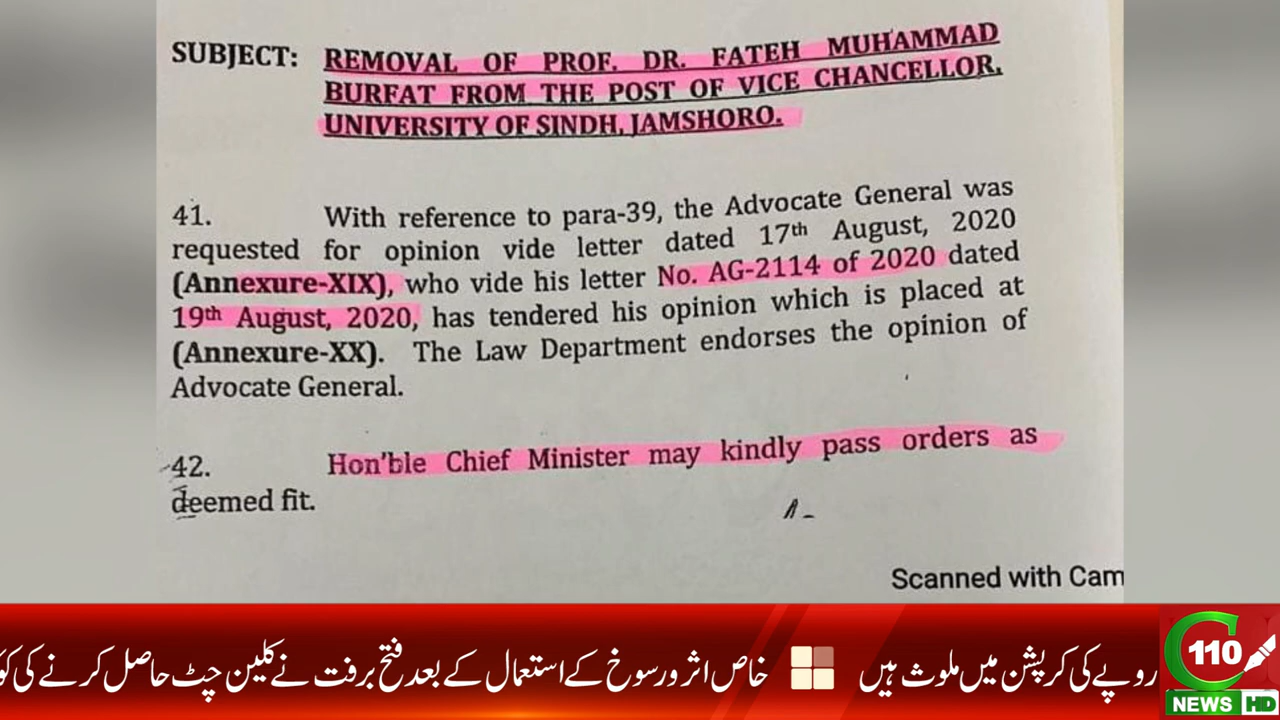 SUBJECT: REMOVAL OF PROF. DR. FATEH MUHAMMAD
BURFAT FROM THE POST OF VICE CHANCELLOR,
UNIVERSITY OF SINDH, JAMSHORO.
41. With reference to para-39, the Advocate General was
requested for opinion vide letter dated 17th August, 2020
(Annexure-XIX), who vide his letter No. AG-2114 of 2020 dated
19th August, 2020, has tendered his opinion which is placed at
(Annexure-XX). The Law Department endorses the opinion of
Advocate General.
42. Hon'ble Chief Minister may kindly pass orders as
deemed fit.
Scanned with Cam
روپے کی کرپشن میں ملوث ہیں خاص اثر ورسوخ کے استعمال کے بعد فتح برفت نے کلین چٹ حاصل کرنے کی
110
NEWS HD